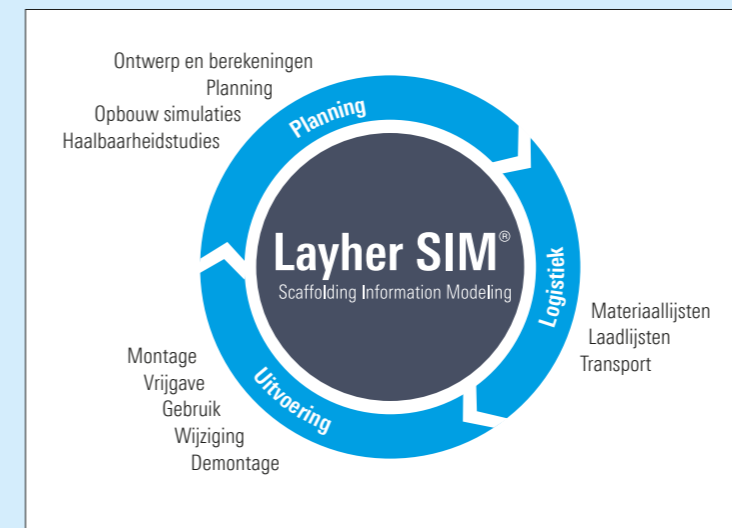 Ontwerp en berekeningen
Planning
Opbouw simulaties
Haalbaarheidstudies
Planning
Layher SIM®
Scaffolding Information Modeling
Logistiek
Materiaallijsten
Laadlijsten
Transport
Uitvoering
Montage
Vrijgave
Gebruik
Wijziging
Demontage